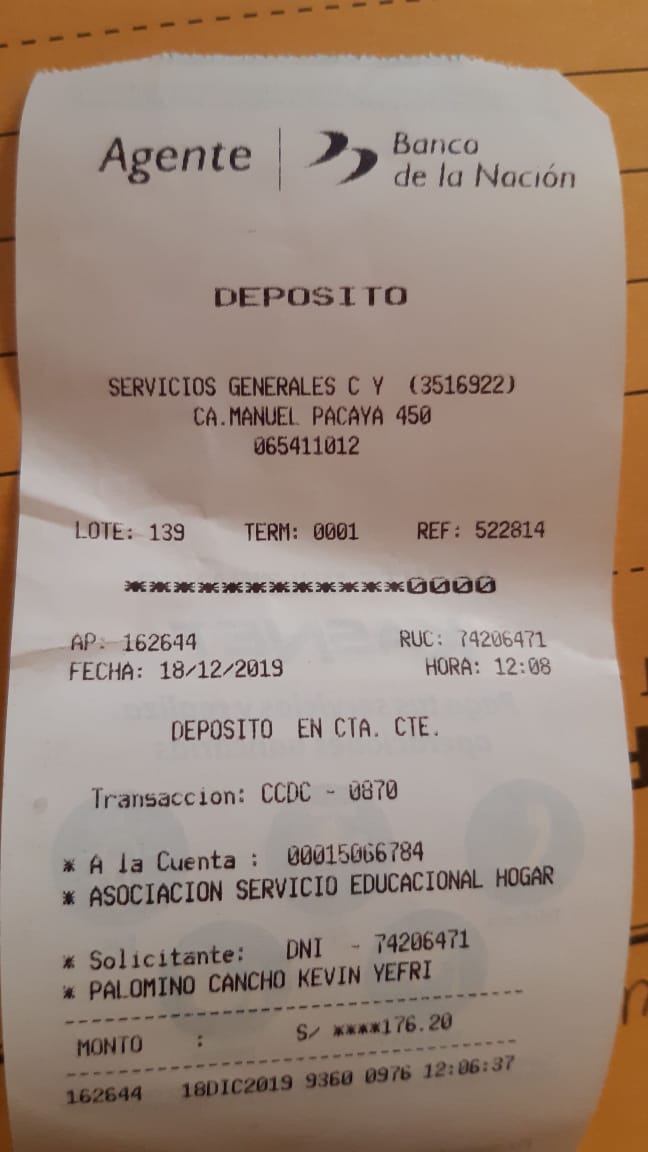 Agente
Banco
de la Nación
DEPOSITO
SERVICIOS GENERALES C Y (3516922)
CA.MANUEL PACAYA 450
065411012
LOTE: 139 TERM: 0001 REF: 522814
****************0000
AP: 162644 RUC: 74206471
FECHA: 18/12/2019 HORA: 12:08
DEPOSITO EN CTA. CTE.
Transaccion: CCDC - 0870
* A la Cuenta : 00015066784
* ASOCIACION SERVICIO EDUCACIONAL HOGAR
* Solicitante: DNI - 74206471
* PALOMINO CANCHO KEVIN YEFRI
MONTO : S/ ****176.20
162644 18DIC2019 9360 0976 12:06:37